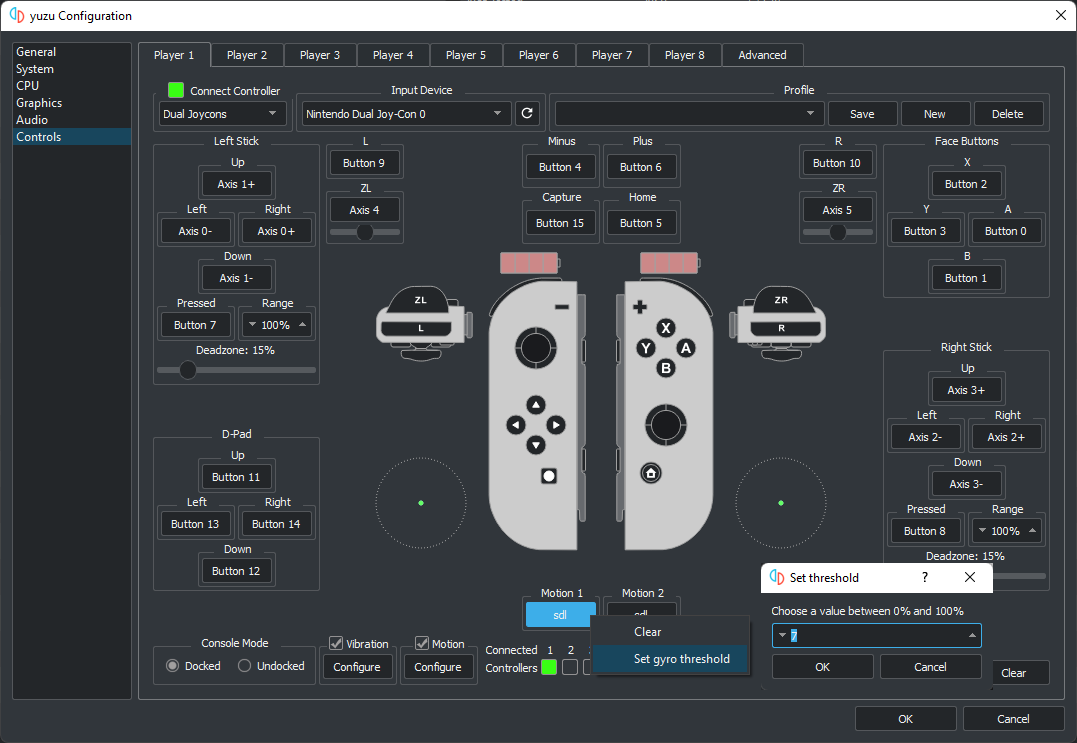 yuzu Configuration
General
System
CPU
Graphics
Audio
Controls
Player 1 Player 2 Player 3 Player 4 Player 5 Player 6 Player 7 Player 8 Advanced
Connect Controller
Dual Joycons
Input Device
Nintendo Dual Joy-Con 0
Profile
Save New Delete
Left Stick
Up
Axis 1+
Left Right
Axis 0- Axis 0+
Down
Axis 1-
Pressed Range
Button 7 100%
Deadzone: 15%
D-Pad
Up
Button 11
Left Right
Button 13 Button 14
Down
Button 12
L
Button 9
ZL
Axis 4
Minus Plus
Button 4 Button 6
Capture Home
Button 15 Button 5
R
Button 10
ZR
Axis 5
Face Buttons
X
Button 2
Y A
Button 3 Button 0
B
Button 1
ZL
L
X
Y A
B
ZR
R
Right Stick
Up
Axis 3+
Left Right
Axis 2- Axis 2+
Down
Axis 3-
Pressed Range
Button 8 100%
Deadzone: 15%
Motion 1 Motion 2
sdl sdl
Clear
Set gyro threshold
Set threshold ?
Choose a value between 0% and 100%
7
OK Cancel
Console Mode
Docked Undocked
Vibration
Configure
Motion
Configure
Connected 1 2
Controllers
Clear
OK Cancel